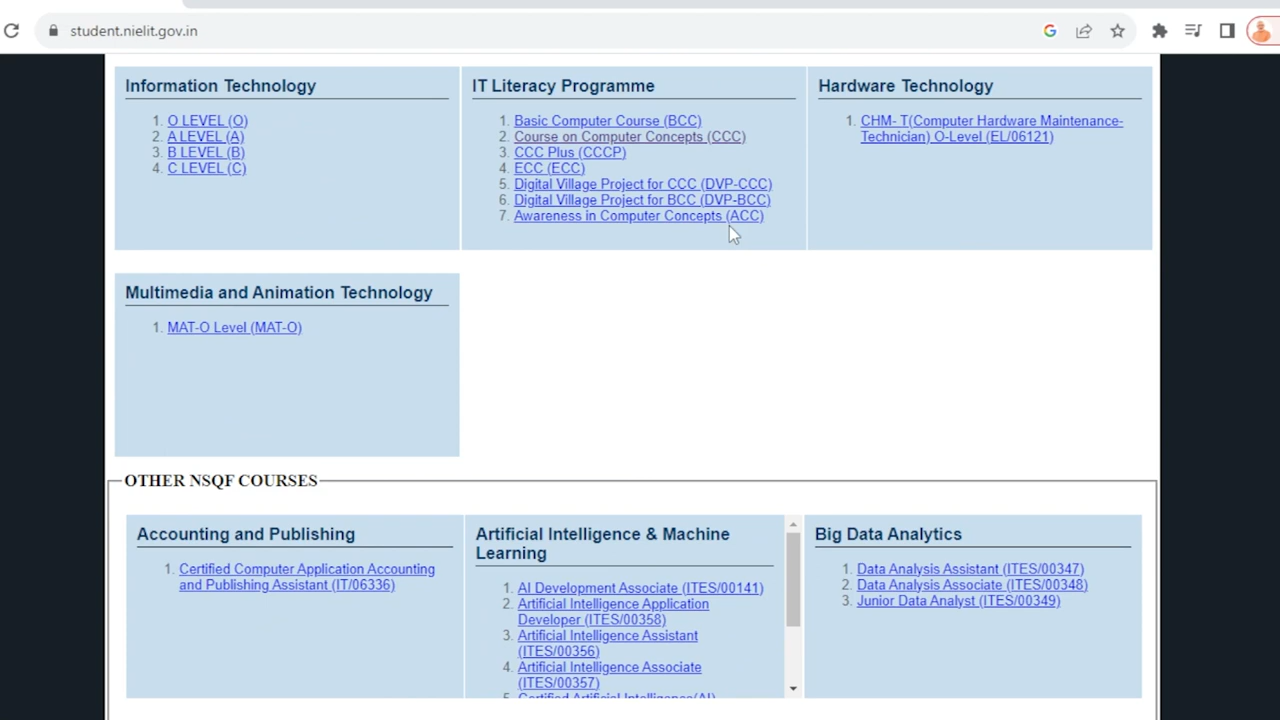 student.nielit.gov.in
Information Technology
1. O LEVEL (O)
2. A LEVEL (A)
3. B LEVEL (B)
4. C LEVEL (C)
IT Literacy Programme
1. Basic Computer Course (BCC)
2. Course on Computer Concepts (CCC)
3. CCC Plus (CCCP)
4. ECC (ECC)
5. Digital Village Project for CCC (DVP-CCC)
6. Digital Village Project for BCC (DVP-BCC)
7. Awareness in Computer Concepts (ACC)
Hardware Technology
1. CHM- T(Computer Hardware Maintenance-
Technician) O-Level (EL/06121)
Multimedia and Animation Technology
1. MAT-O Level (MAT-O)
OTHER NSQF COURSES
Accounting and Publishing
1. Certified Computer Application Accounting
and Publishing Assistant (IT/06336)
Artificial Intelligence & Machine
Learning
1. AI Development Associate (ITES/00141)
2. Artificial Intelligence Application
Developer (ITES/00358)
3. Artificial Intelligence Assistant
(ITES/00356)
4. Artificial Intelligence Associate
(ITES/00357)
5. Certified Artificial Intelligence(AI)
Big Data Analytics
1. Data Analysis Assistant (ITES/00347)
2. Data Analysis Associate (ITES/00348)
3. Junior Data Analyst (ITES/00349)